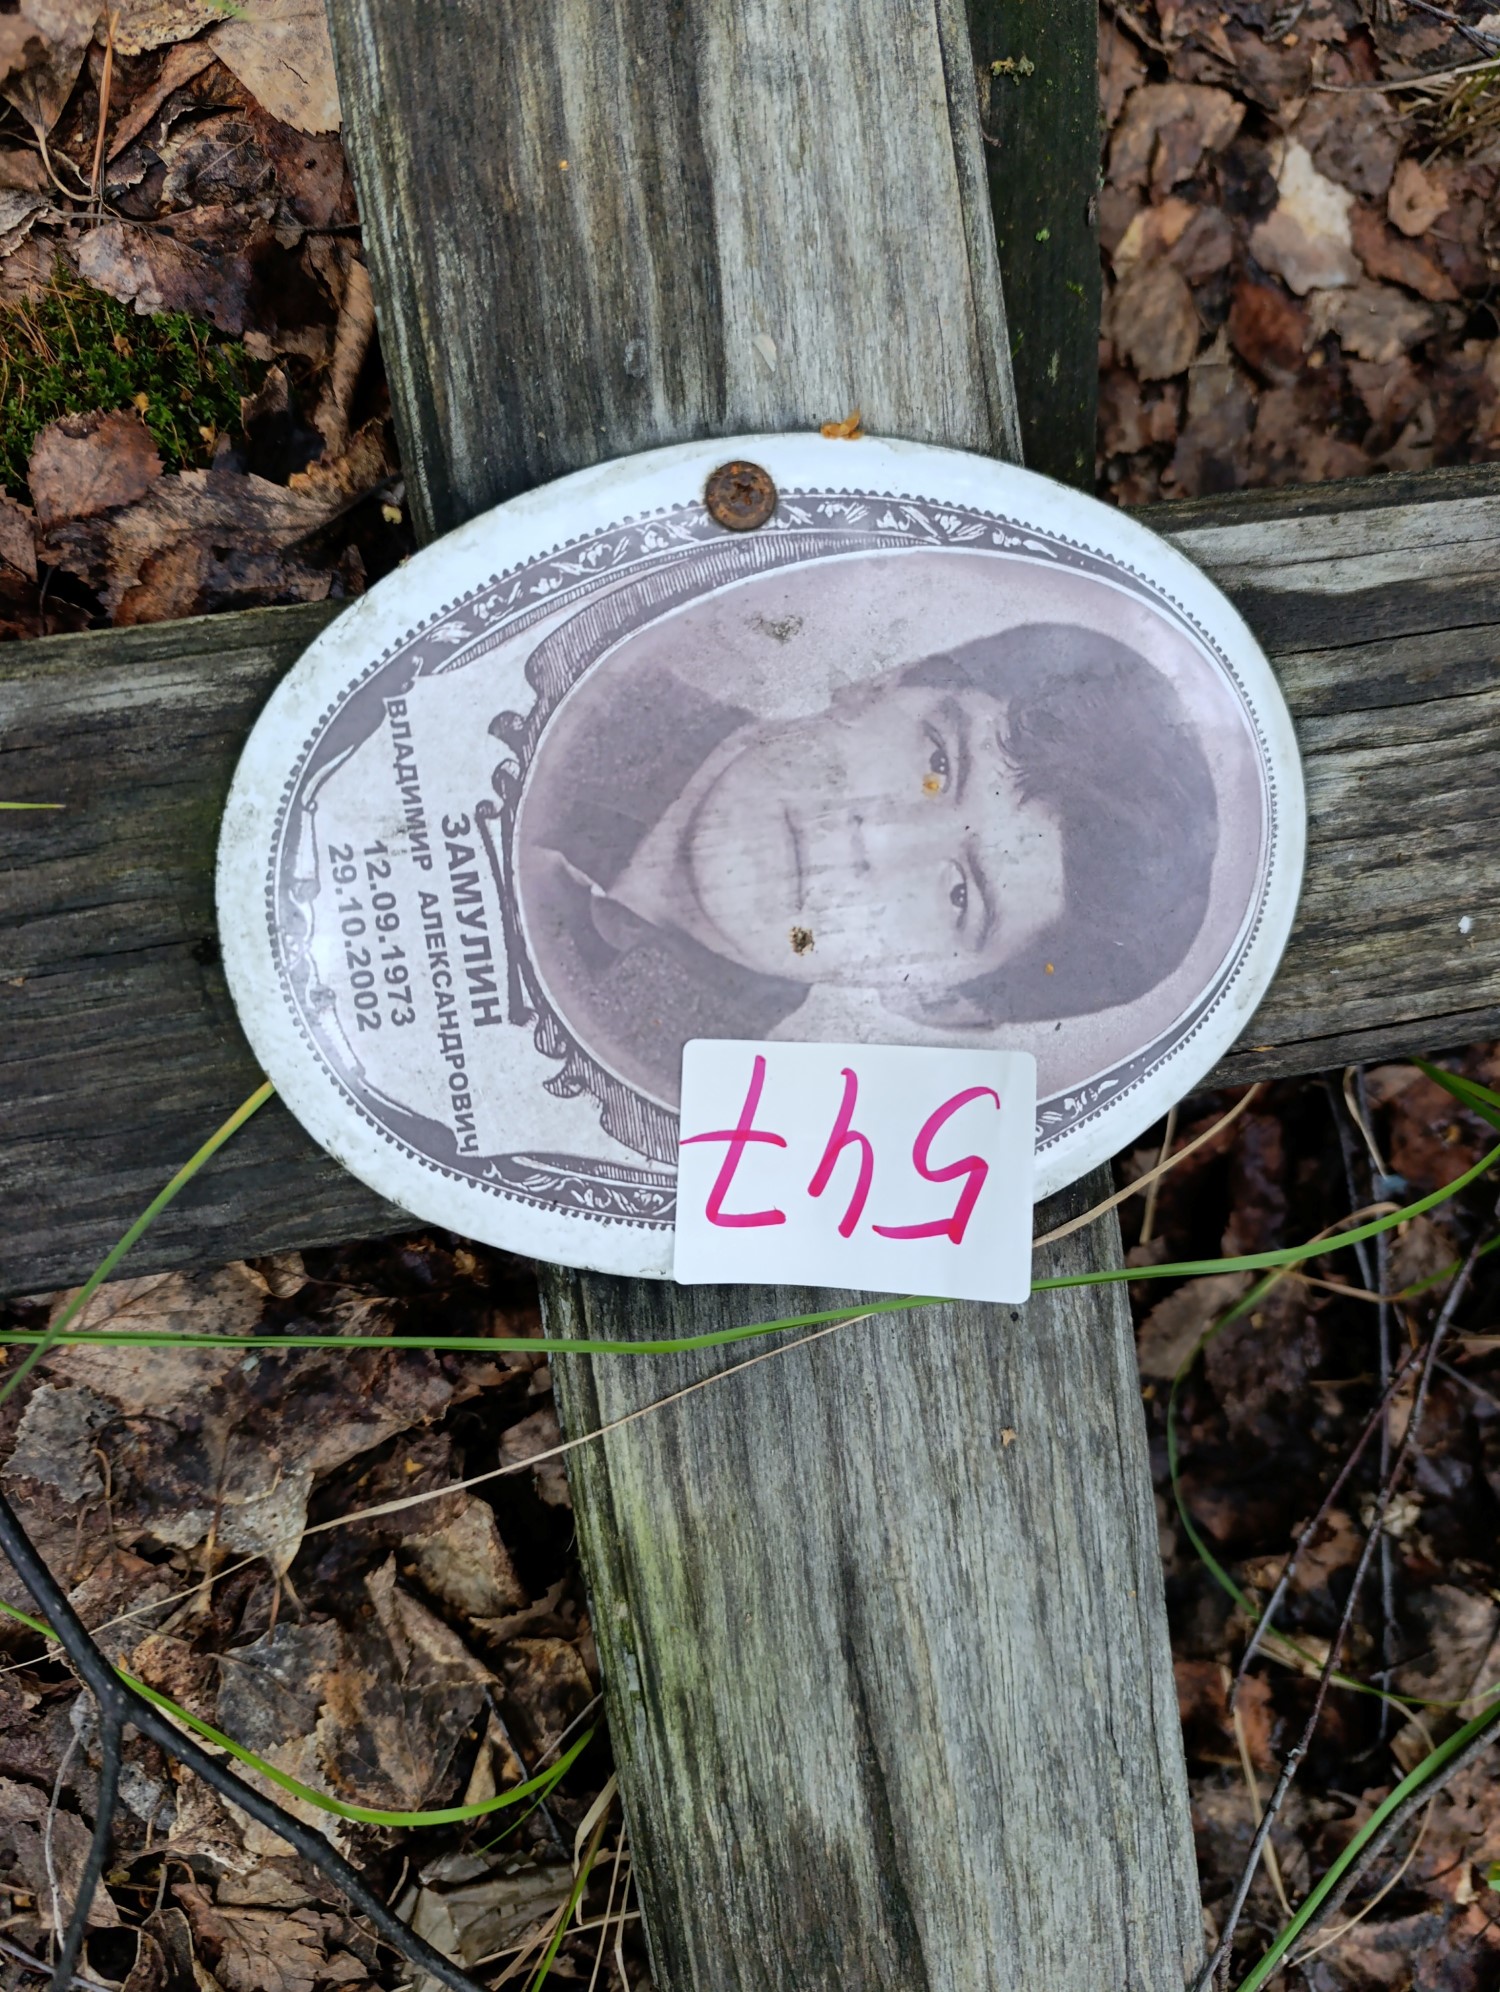 ЗАМУЛИН
ВЛАДИМИР АЛЕКСАНДРОВИЧ
12.09.1973
29.10.2002
547